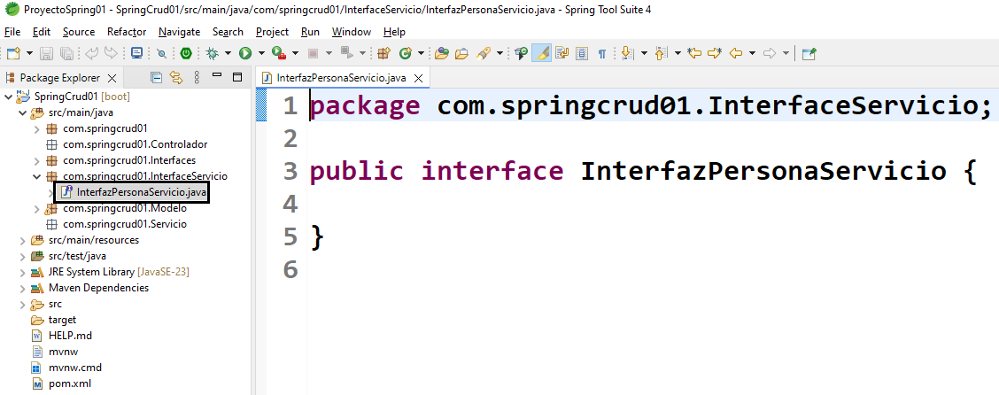 ProyectoSpring01 - SpringCrud01/src/main/java/com/springcrud01/InterfaceServicio/InterfazPersonaServicio.java - Spring Tool Suite 4
File Edit Source Refactor Navigate Search Project Run Window Help
Package Explorer
SpringCrud01 [boot]
src/main/java
com.springcrud01
com.springcrud01.Controlador
com.springcrud01.Interfaces
com.springcrud01.InterfaceServicio
InterfazPersonaServicio.java
com.springcrud01.Modelo
com.springcrud01.Servicio
src/main/resources
src/test/java
JRE System Library [JavaSE-23]
Maven Dependencies
src
target
HELP.md
mvnw
mvnw.cmd
pom.xml
InterfazPersonaServicio.java
1 package com.springcrud01.InterfaceServicio;
2
3 public interface InterfazPersonaServicio {
4
5 }
6